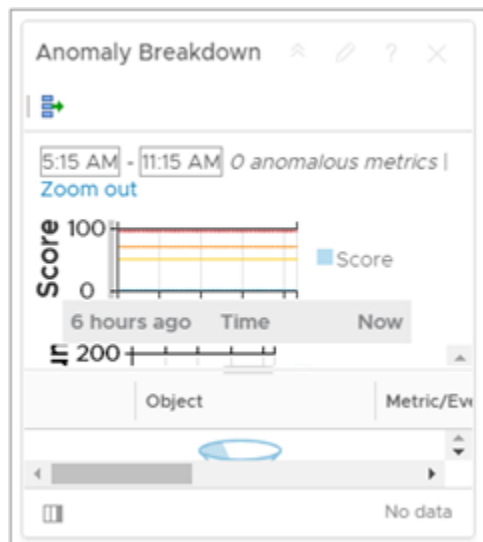 Anomaly Breakdown ?
5:15 AM - 11:15 AM 0 anomalous metrics |
Zoom out
Score
100
0
Score
6 hours ago Time Now
200
Object Metric/Eve
No data